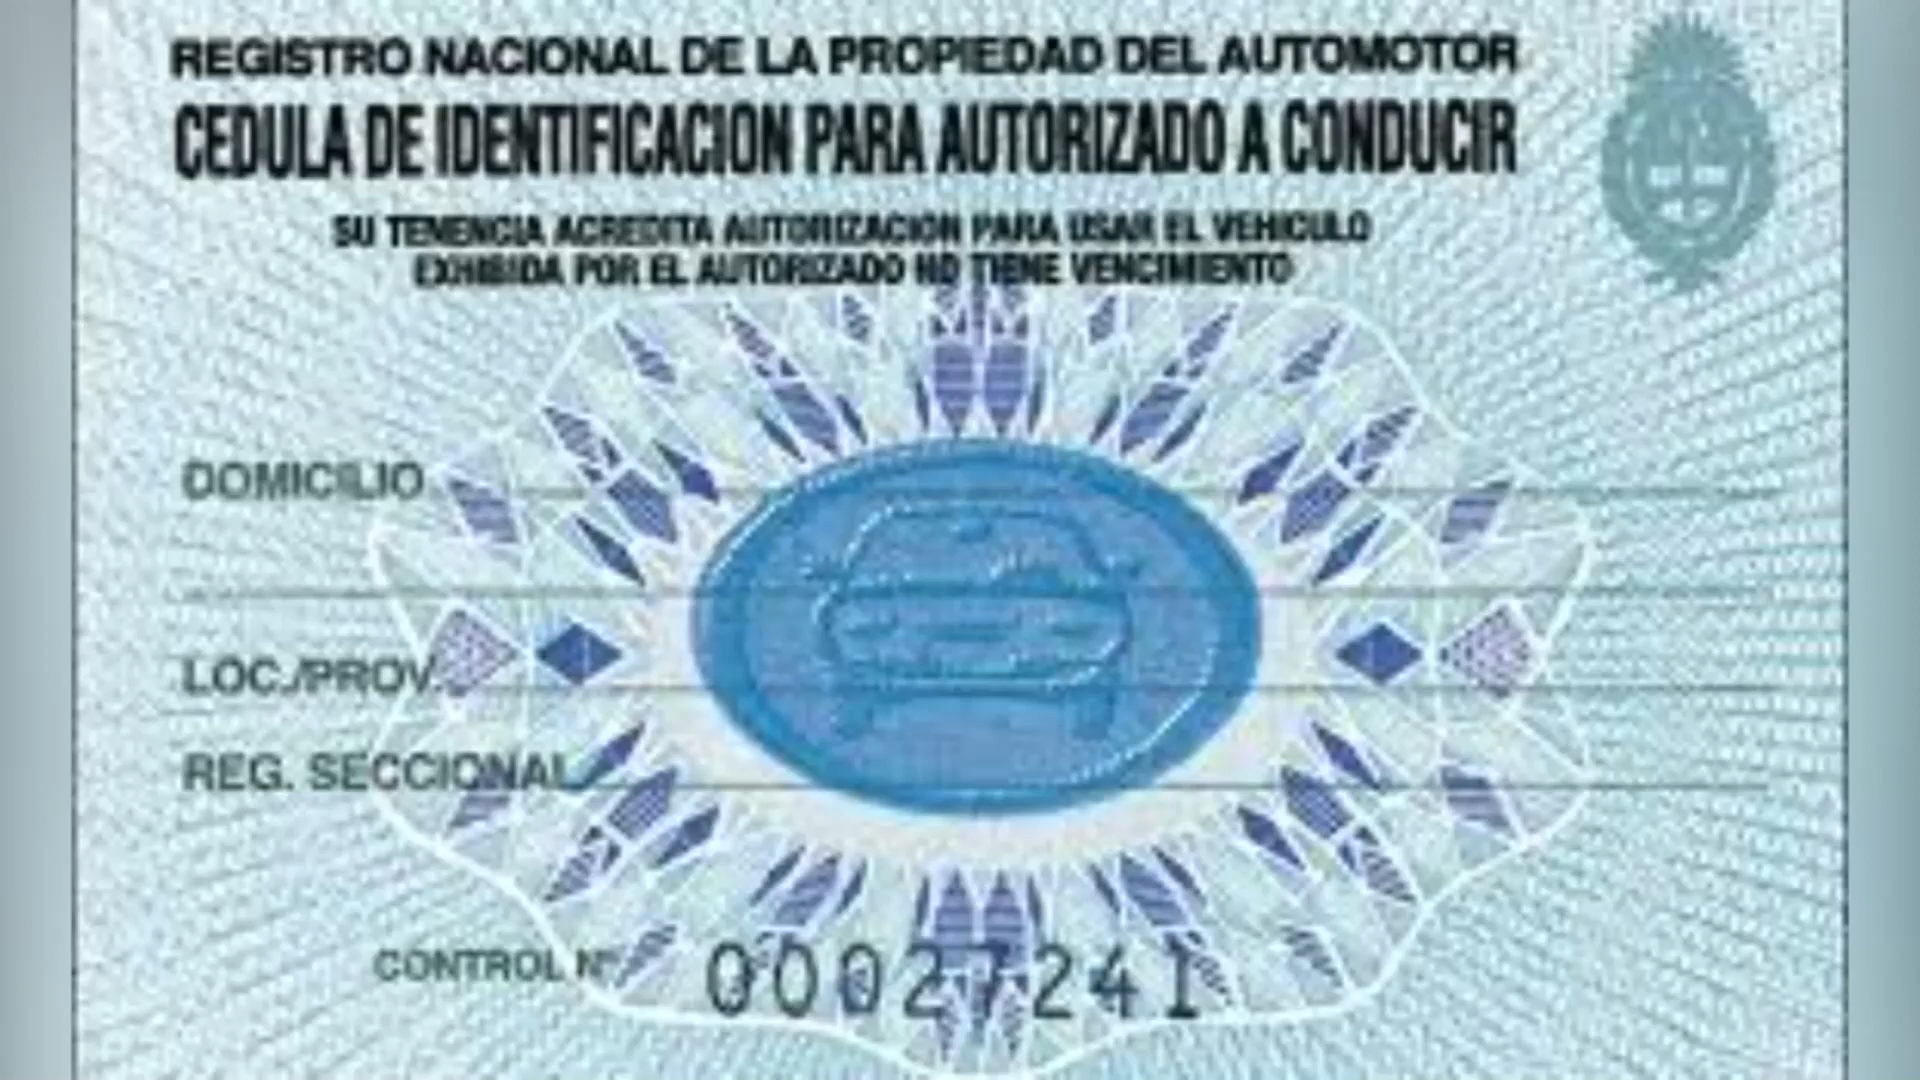 REGISTRO NACIONAL DE LA PROPIEDAD DEL AUTOMOTOR
CEDULA DE IDENTIFICACION PARA AUTORIZADO A CONDUCIR
SU TENENCIA ACREDITA AUTORIZACION PARA USAR EL VEHICULO
EXHIBIDA POR EL AUTORIZADO NO TIENE VENCIMIENTO
DOMICILIO
LOC./PROV.
REG. SECCIONAL
CONTROL Nº 00027241